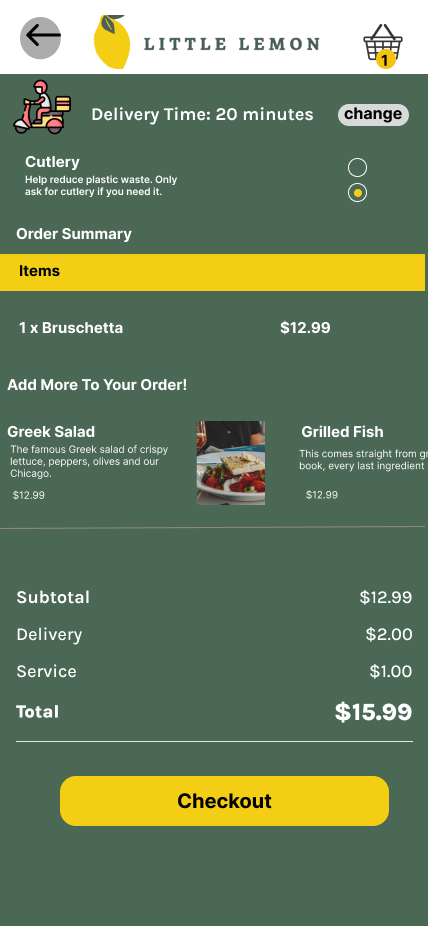 LITTLE LEMON
1
Delivery Time: 20 minutes
change
Cutlery
Help reduce plastic waste. Only
ask for cutlery if you need it.
Order Summary
Items
1 x Bruschetta $12.99
Add More To Your Order!
Greek Salad
The famous Greek salad of crispy
lettuce, peppers, olives and our
Chicago.
$12.99
Grilled Fish
This comes straight from gr
book, every last ingredient
$12.99
Subtotal $12.99
Delivery $2.00
Service $1.00
Total $15.99
Checkout